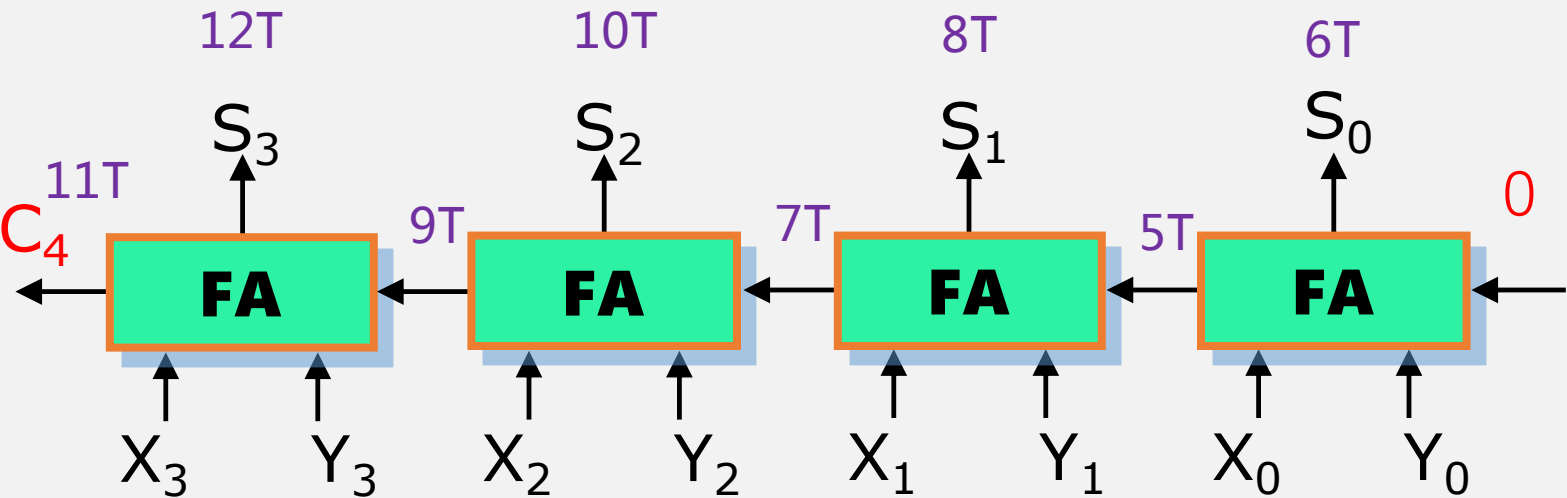 12T 10T 8T 6T
S₃ S₂ S₁ S₀
11T 9T 7T 5T 0
C₄
FA FA FA FA
X₃ Y₃ X₂ Y₂ X₁ Y₁ X₀ Y₀